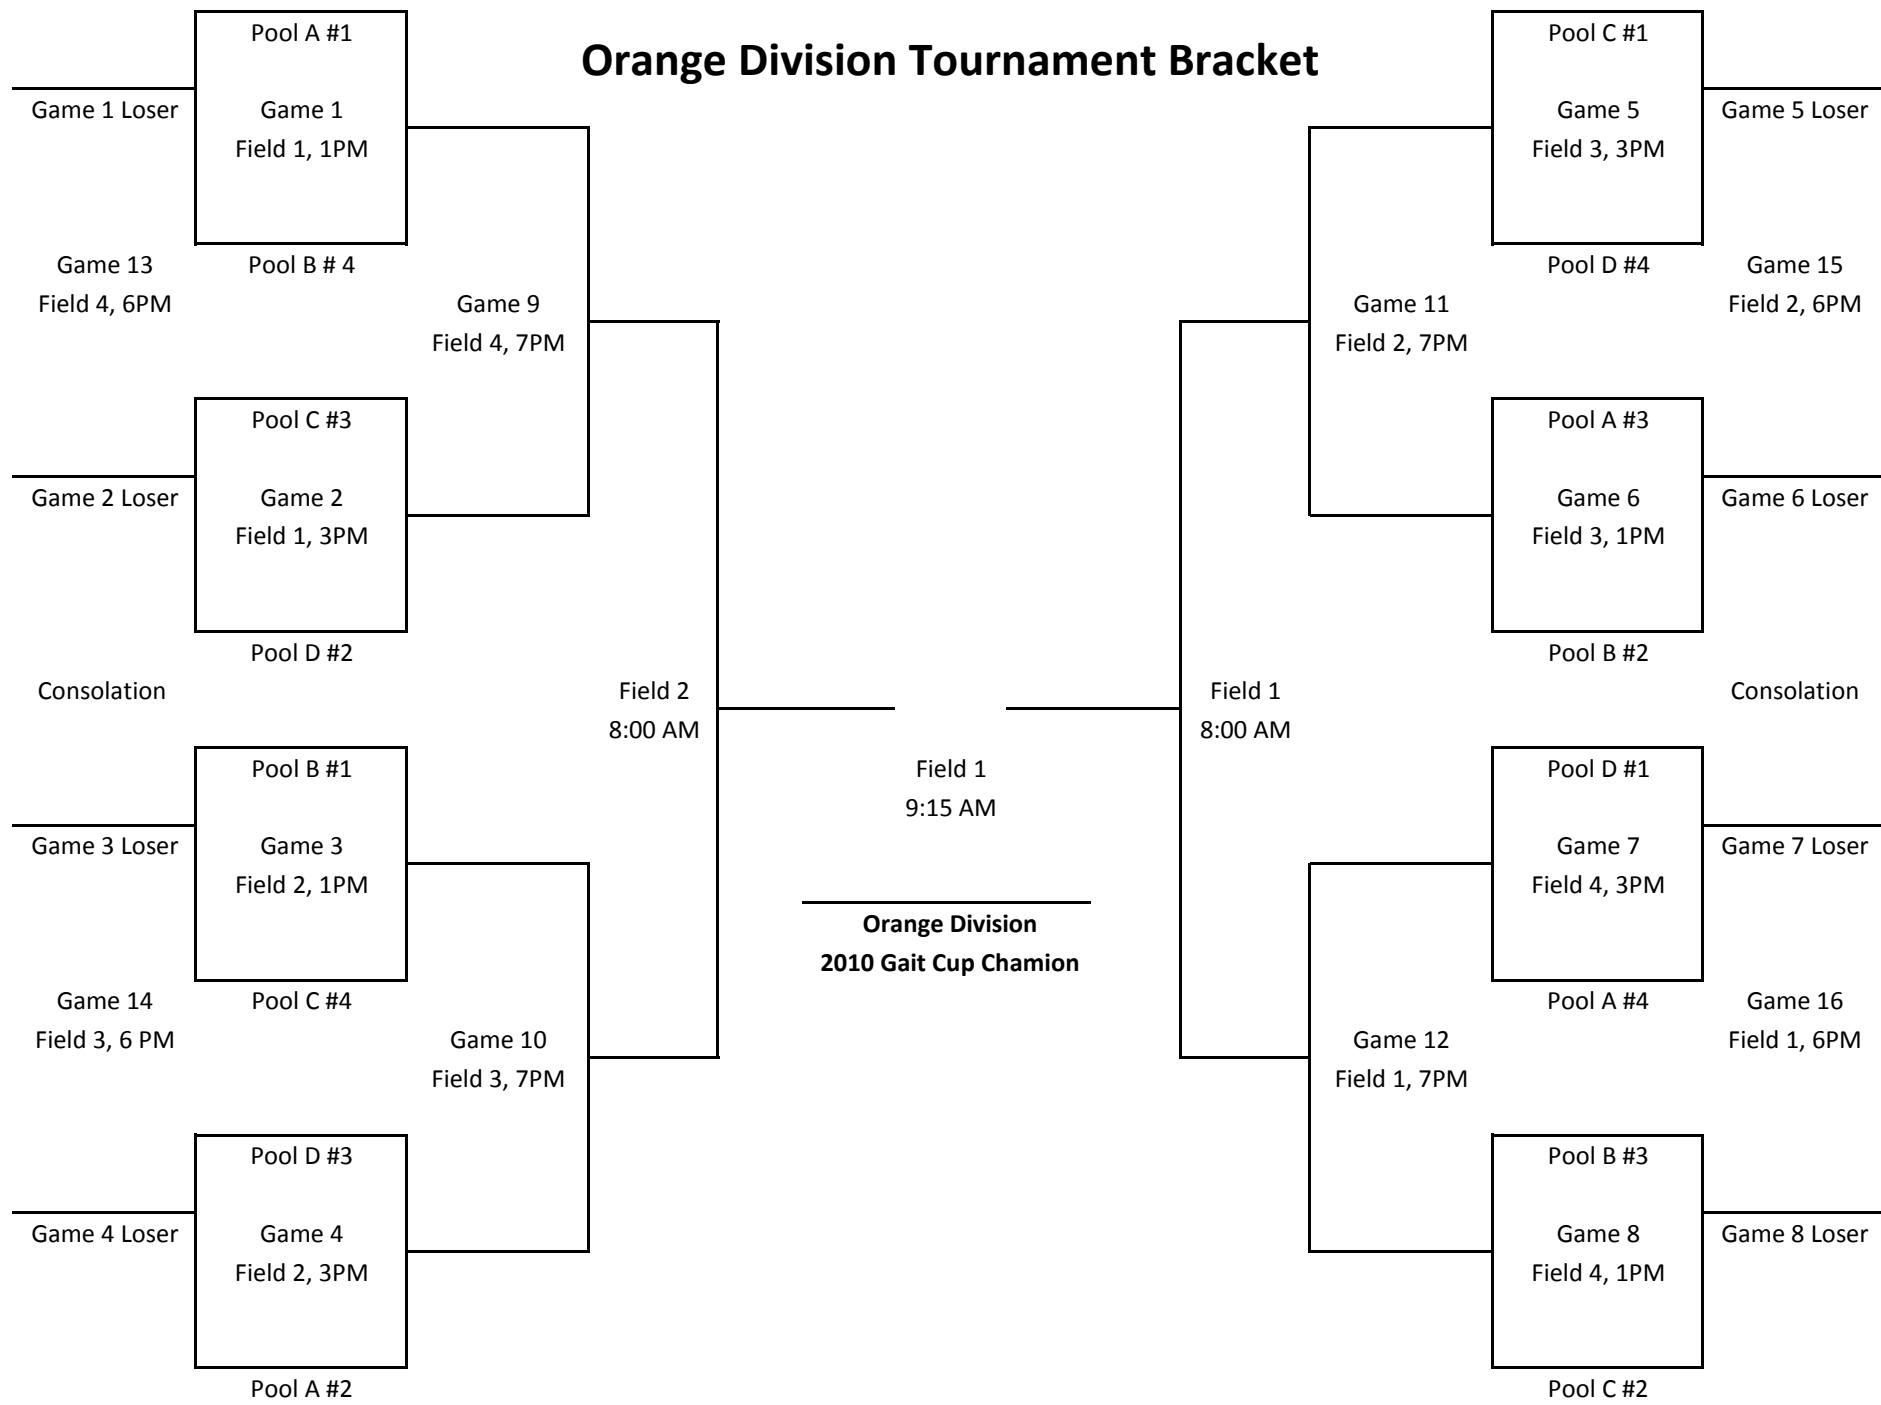 Orange Division Tournament Bracket
Pool A #1
Game 1 Loser
Game 1
Field 1, 1PM
Game 13
Field 4, 6PM
Pool B # 4
Game 9
Field 4, 7PM
Pool C #3
Game 2 Loser
Game 2
Field 1, 3PM
Pool D #2
Consolation
Field 2
8:00 AM
Pool B #1
Game 3 Loser
Game 3
Field 2, 1PM
Game 14
Field 3, 6 PM
Pool C #4
Game 10
Field 3, 7PM
Pool D #3
Game 4 Loser
Game 4
Field 2, 3PM
Pool A #2
Field 1
9:15 AM
Orange Division
2010 Gait Cup Chamion
Pool C #1
Game 5
Field 3, 3PM
Game 5 Loser
Pool D #4
Game 15
Field 2, 6PM
Game 11
Field 2, 7PM
Pool A #3
Game 6
Field 3, 1PM
Game 6 Loser
Pool B #2
Field 1
8:00 AM
Consolation
Pool D #1
Game 7
Field 4, 3PM
Game 7 Loser
Pool A #4
Game 16
Field 1, 6PM
Game 12
Field 1, 7PM
Pool B #3
Game 8
Field 4, 1PM
Game 8 Loser
Pool C #2